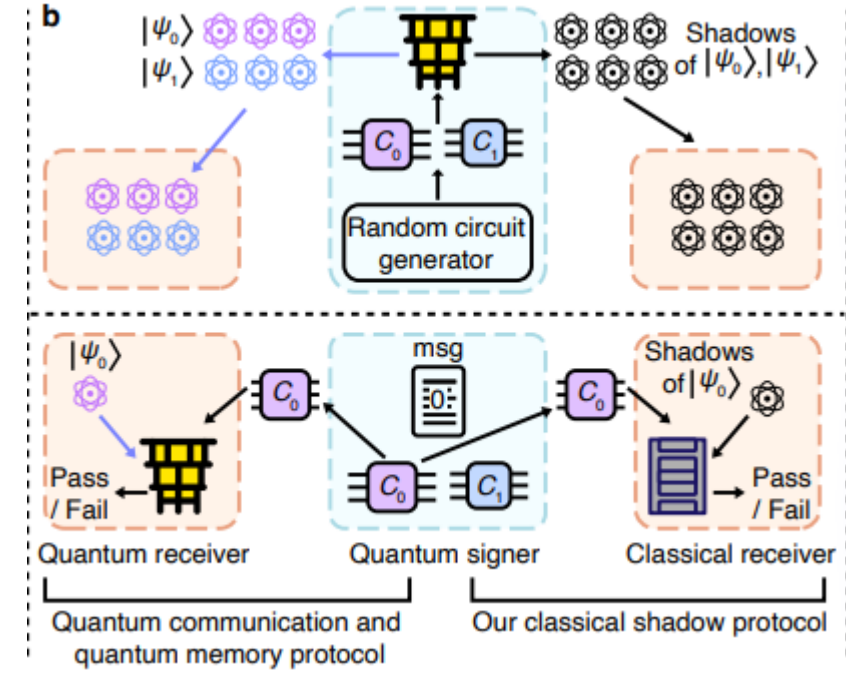 b
|ψ₀⟩
|ψ₁⟩
Shadows
of |ψ₀⟩,|ψ₁⟩
C₀
C₁
Random circuit
generator
|ψ₀⟩
C₀
msg
0
C₀
Shadows
of |ψ₀⟩
Pass
/ Fail
C₀
C₁
Pass
/ Fail
Quantum receiver
Quantum signer
Classical receiver
Quantum communication and
quantum memory protocol
Our classical shadow protocol